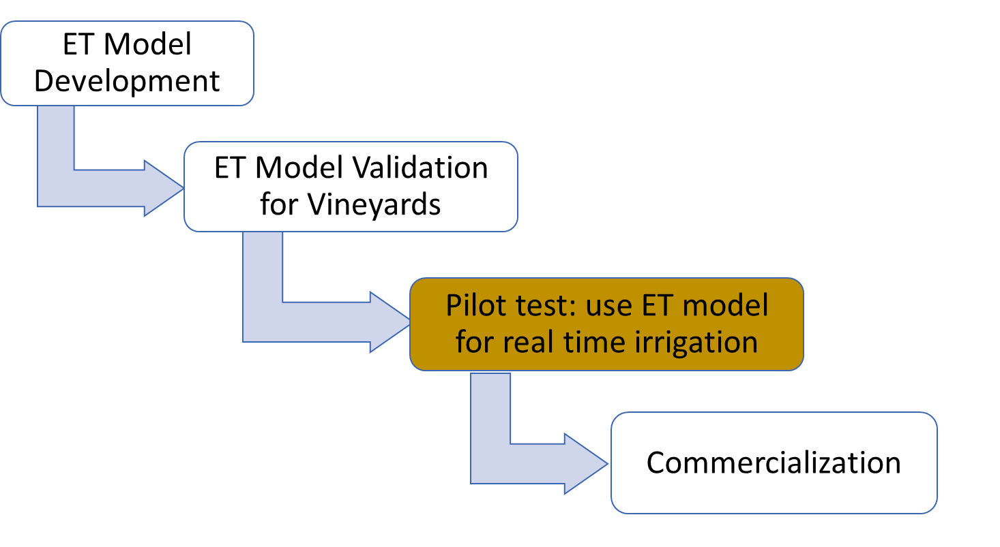 ET Model
Development
ET Model Validation
for Vineyards
Pilot test: use ET model
for real time irrigation
Commercialization